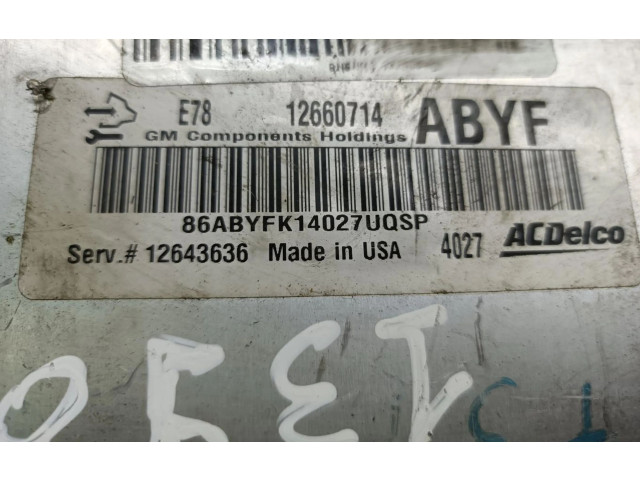 E78 12660714 ABYF
GM Components Holdings
86ABYFK14027UQSP
Serv.# 12643636 Made in USA 4027 ACDelco